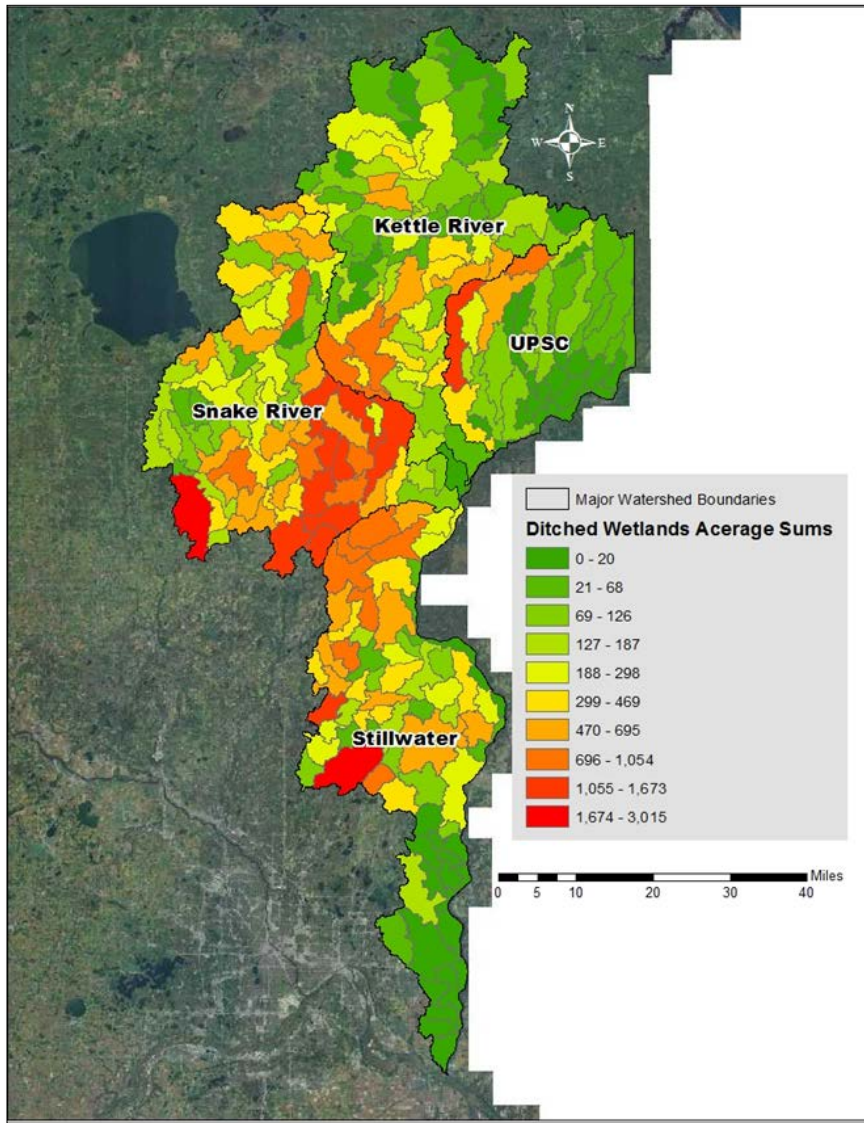 N
W E
S
Kettle River
UPSC
Snake River
Stillwater
Major Watershed Boundaries
Ditched Wetlands Acerage Sums
0 - 20
21 - 68
69 - 126
127 - 187
188 - 298
299 - 469
470 - 695
696 - 1,054
1,055 - 1,673
1,674 - 3,015
Miles
0 5 10 20 30 40